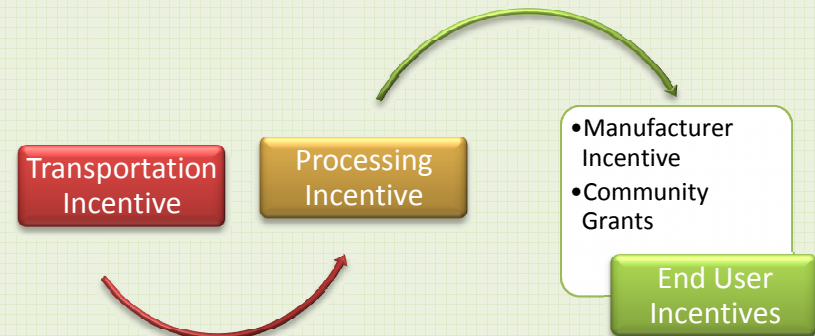 Transportation
Incentive
Processing
Incentive
•Manufacturer
Incentive
•Community
Grants
End User
Incentives